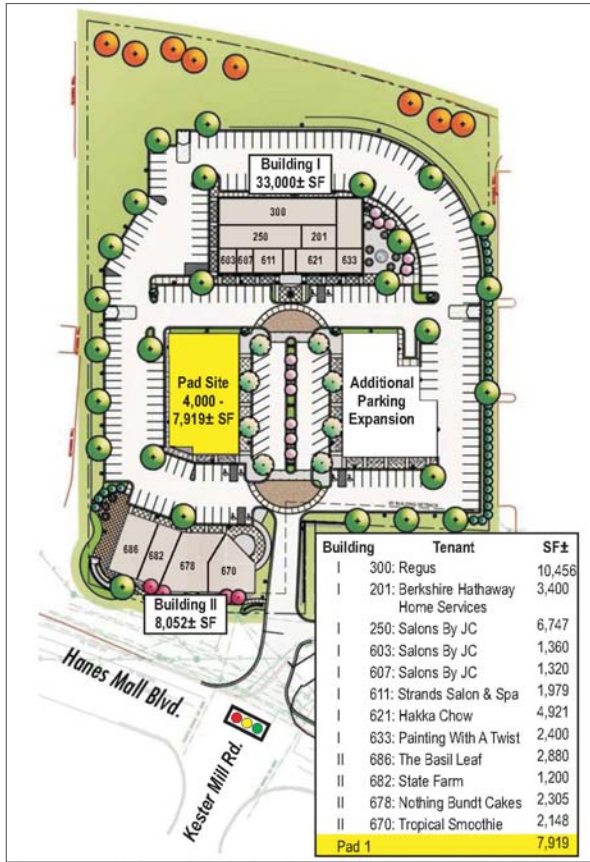 Building I
33,000± SF
300
250
201
603
607
611
621
633
Pad Site
4,000 -
7,919± SF
Additional
Parking
Expansion
686
682
678
670
Building II
8,052± SF
Hanes Mall Blvd.
Kester Mill Rd.
Building Tenant SF±
I 300: Regus 10,456
I 201: Berkshire Hathaway 3,400
Home Services
I 250: Salons By JC 6,747
I 603: Salons By JC 1,360
I 607: Salons By JC 1,320
I 611: Strands Salon & Spa 1,979
I 621: Hakka Chow 4,921
I 633: Painting With A Twist 2,400
II 686: The Basil Leaf 2,880
II 682: State Farm 1,200
II 678: Nothing Bundt Cakes 2,305
II 670: Tropical Smoothie 2,148
Pad 1 7,919